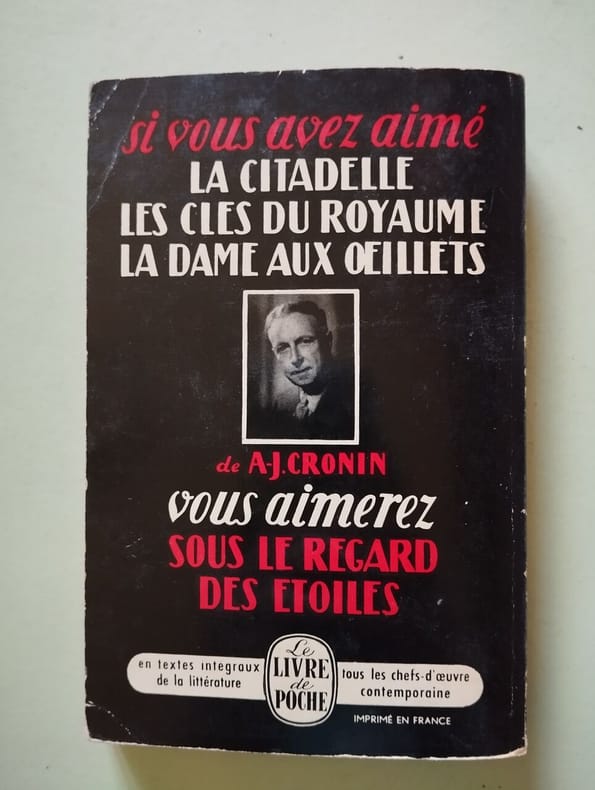 si vous avez aimé
LA CITADELLE
LES CLES DU ROYAUME
LA DAME AUX ŒILLETS
de A-J. CRONIN
vous aimerez
SOUS LE REGARD
DES ETOILES
en textes intégraux
de la littérature
Le
LIVRE
de
POCHE
tous les chefs-d'œuvre
contemporaine
IMPRIMÉ EN FRANCE